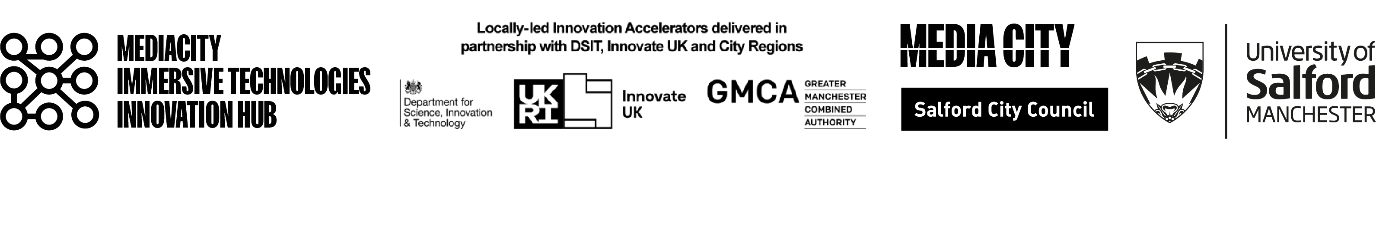 MEDIACITY
IMMERSIVE TECHNOLOGIES
INNOVATION HUB
Locally-led Innovation Accelerators delivered in
partnership with DSIT, Innovate UK and City Regions
Department for
Science, Innovation
& Technology
UK
RI
Innovate
UK
GMCA
GREATER
MANCHESTER
COMBINED
AUTHORITY
MEDIA CITY
Salford City Council
University of
Salford
MANCHESTER